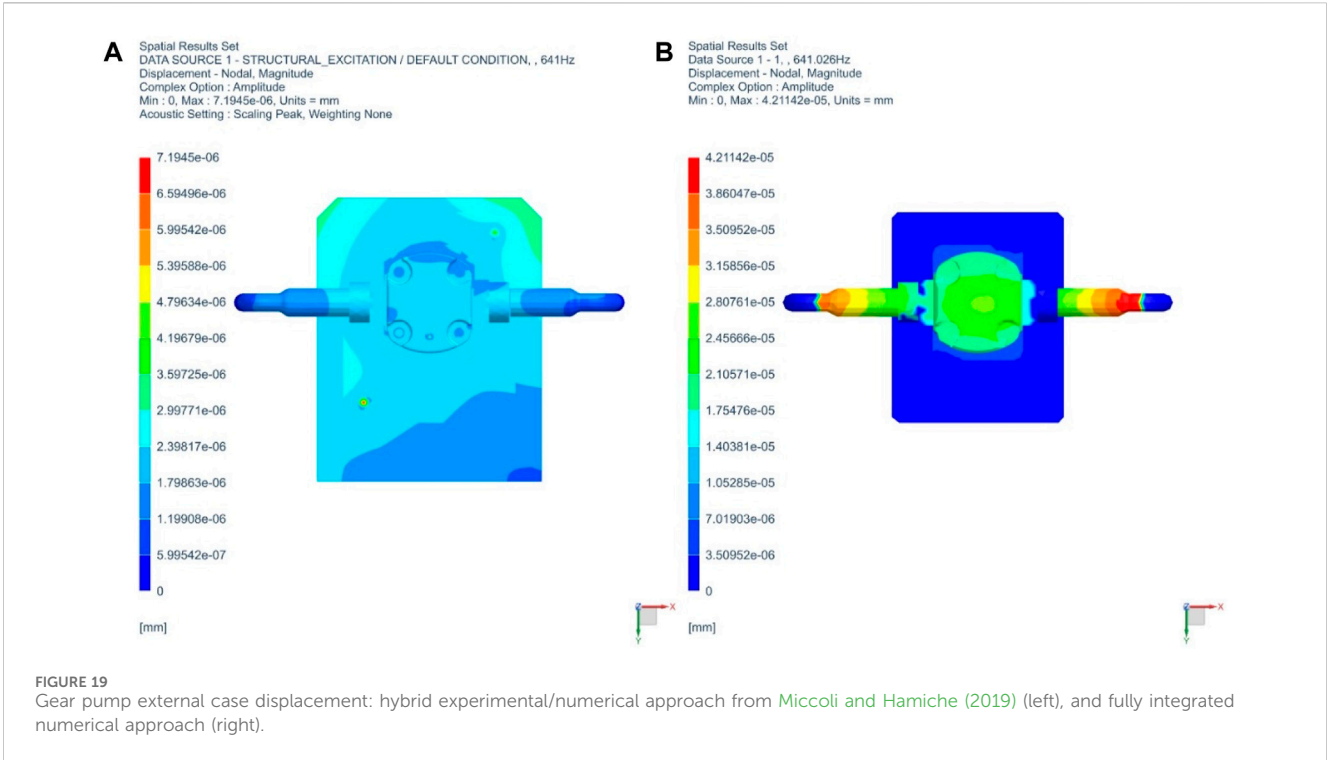 A
Spatial Results Set
DATA SOURCE 1 - STRUCTURAL_EXCITATION / DEFAULT CONDITION, , 641Hz
Displacement - Nodal, Magnitude
Complex Option : Amplitude
Min : 0, Max : 7.1945e-06, Units = mm
Acoustic Setting : Scaling Peak, Weighting None
7.1945e-06
6.59496e-06
5.99542e-06
5.39588e-06
4.79634e-06
4.19679e-06
3.59725e-06
2.99771e-06
2.39817e-06
1.79863e-06
1.19908e-06
5.99542e-07
0
[mm]
Z
X
Y
B
Spatial Results Set
Data Source 1 - 1, , 641.026Hz
Displacement - Nodal, Magnitude
Complex Option : Amplitude
Min : 0, Max : 4.21142e-05, Units = mm
4.21142e-05
3.86047e-05
3.50952e-05
3.15856e-05
2.80761e-05
2.45666e-05
2.10571e-05
1.75476e-05
1.40381e-05
1.05285e-05
7.01903e-06
3.50952e-06
0
[mm]
Z
X
Y
FIGURE 19
Gear pump external case displacement: hybrid experimental/numerical approach from Miccoli and Hamiche (2019) (left), and fully integrated
numerical approach (right).